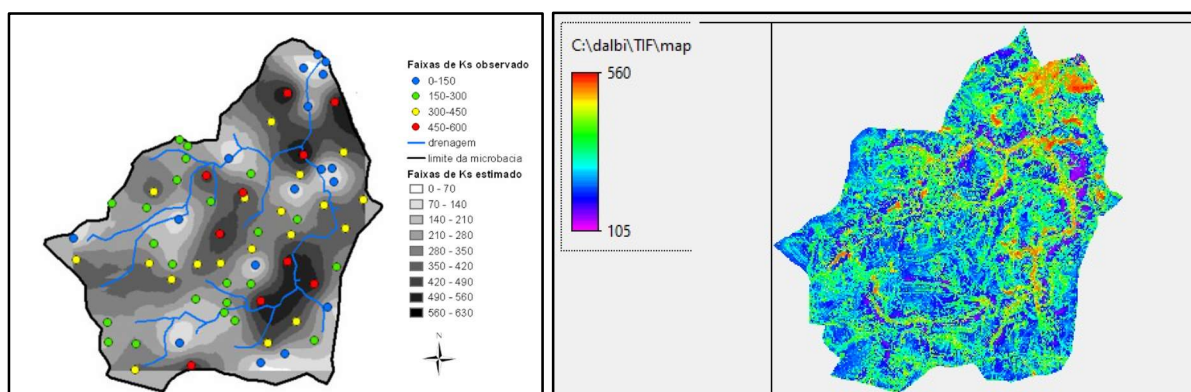 Faixas de Ks observado
0-150
150-300
300-450
450-600
drenagem
limite da microbacia
Faixas de Ks estimado
0 - 70
70 - 140
140 - 210
210 - 280
280 - 350
350 - 420
420 - 490
490 - 560
560 - 630
N
C:\dalbi\TIF\map
560
105